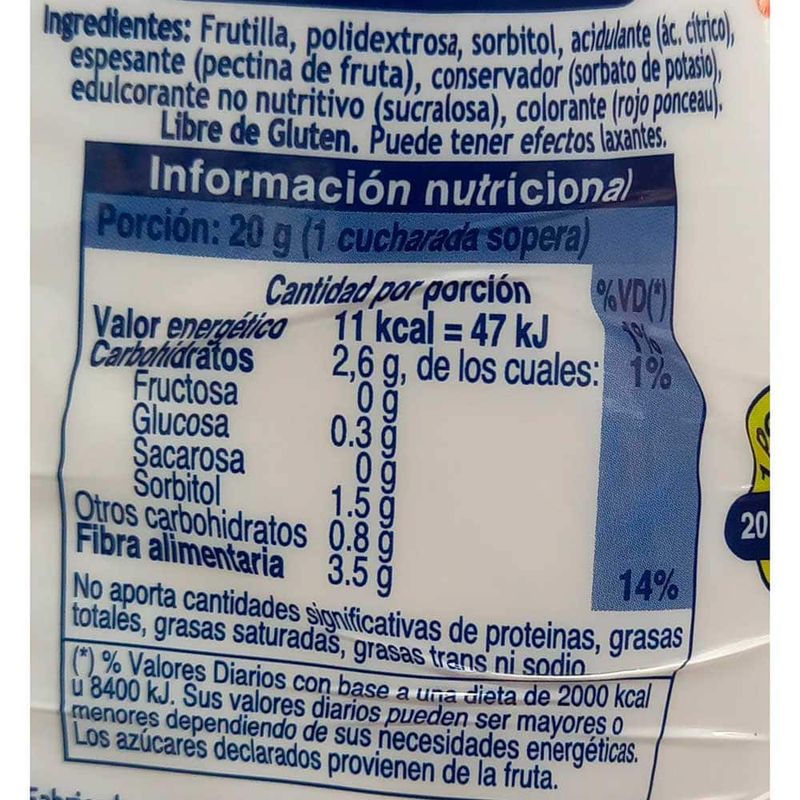 Ingredientes: Frutilla, polidextrosa, sorbitol, acidulante (ác. cítrico),
espesante (pectina de fruta), conservador (sorbato de potasio),
edulcorante no nutritivo (sucralosa), colorante (rojo ponceau).
Libre de Gluten. Puede tener efectos laxantes.
Información nutricional
Porción: 20 g (1 cucharada sopera)
Cantidad por porción %VD(*)
Valor energético 11 kcal = 47 kJ 1%
Carbohidratos 2,6 g, de los cuales: 1%
Fructosa 0 g
Glucosa 0.3 g
Sacarosa 0 g
Sorbitol 1.5 g
Otros carbohidratos 0.8 g
Fibra alimentaria 3.5 g 14%
No aporta cantidades significativas de proteinas, grasas
totales, grasas saturadas, grasas trans ni sodio
(*) % Valores Diarios con base a una dieta de 2000 kcal
u 8400 kJ. Sus valores diarios pueden ser mayores o
menores dependiendo de sus necesidades energéticas.
Los azúcares declarados provienen de la fruta.
20